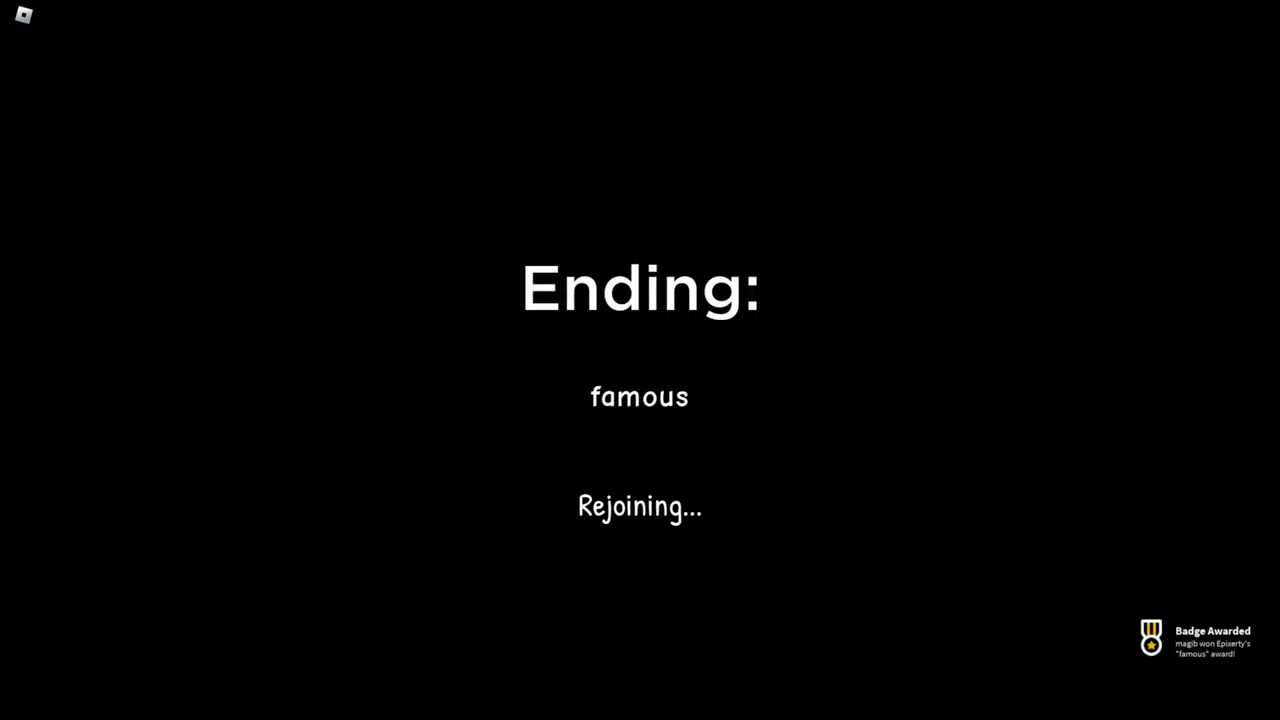 Ending:
famous
Rejoining...
Badge Awarded
magib won Epixerty's
"famous" award!